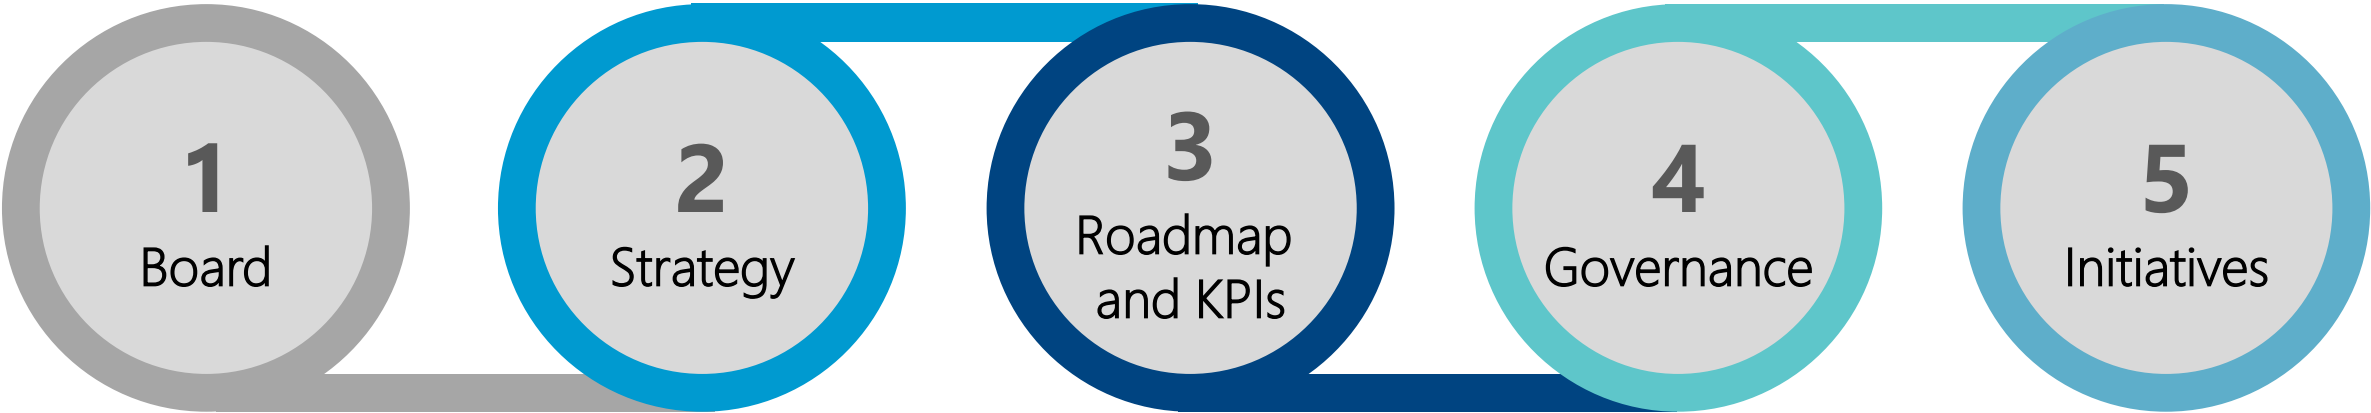 1
Board
2
Strategy
3
Roadmap
and KPIs
4
Governance
5
Initiatives